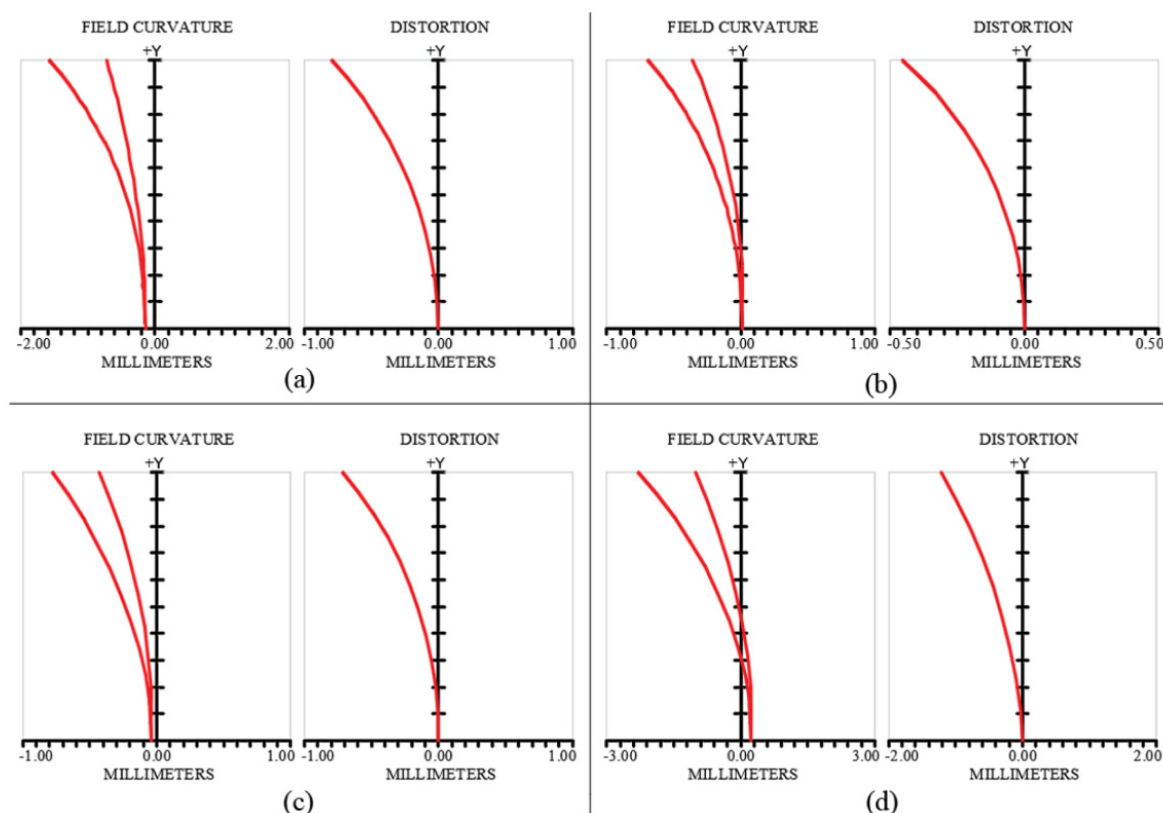 FIELD CURVATURE
+Y
-2.00 0.00 2.00
MILLIMETERS
DISTORTION
+Y
-1.00 0.00 1.00
MILLIMETERS
(a)
FIELD CURVATURE
+Y
-1.00 0.00 1.00
MILLIMETERS
DISTORTION
+Y
-0.50 0.00 0.50
MILLIMETERS
(b)
FIELD CURVATURE
+Y
-1.00 0.00 1.00
MILLIMETERS
DISTORTION
+Y
-1.00 0.00 1.00
MILLIMETERS
(c)
FIELD CURVATURE
+Y
-3.00 0.00 3.00
MILLIMETERS
DISTORTION
+Y
-2.00 0.00 2.00
MILLIMETERS
(d)